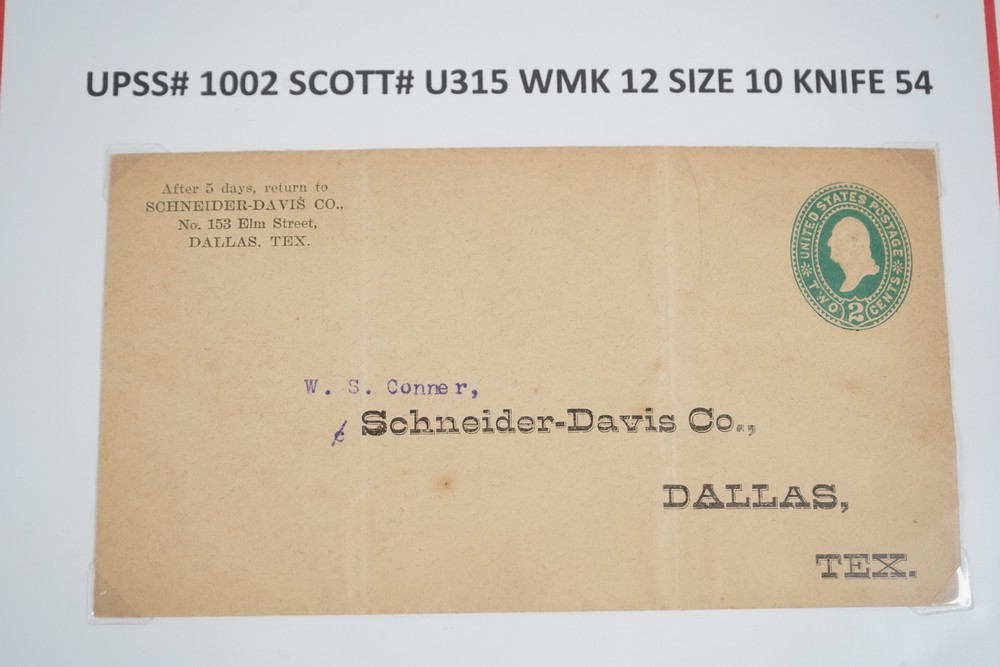 UPSS# 1002 SCOTT# U315 WMK 12 SIZE 10 KNIFE 54
After 5 days, return to
SCHNEIDER-DAVIS CO.,
No. 153 Elm Street,
DALLAS, TEX.
UNITED STATES POSTAGE
TWO 2 CENTS
W. S. Conner,
¢ Schneider-Davis Co.,
DALLAS,
TEX.